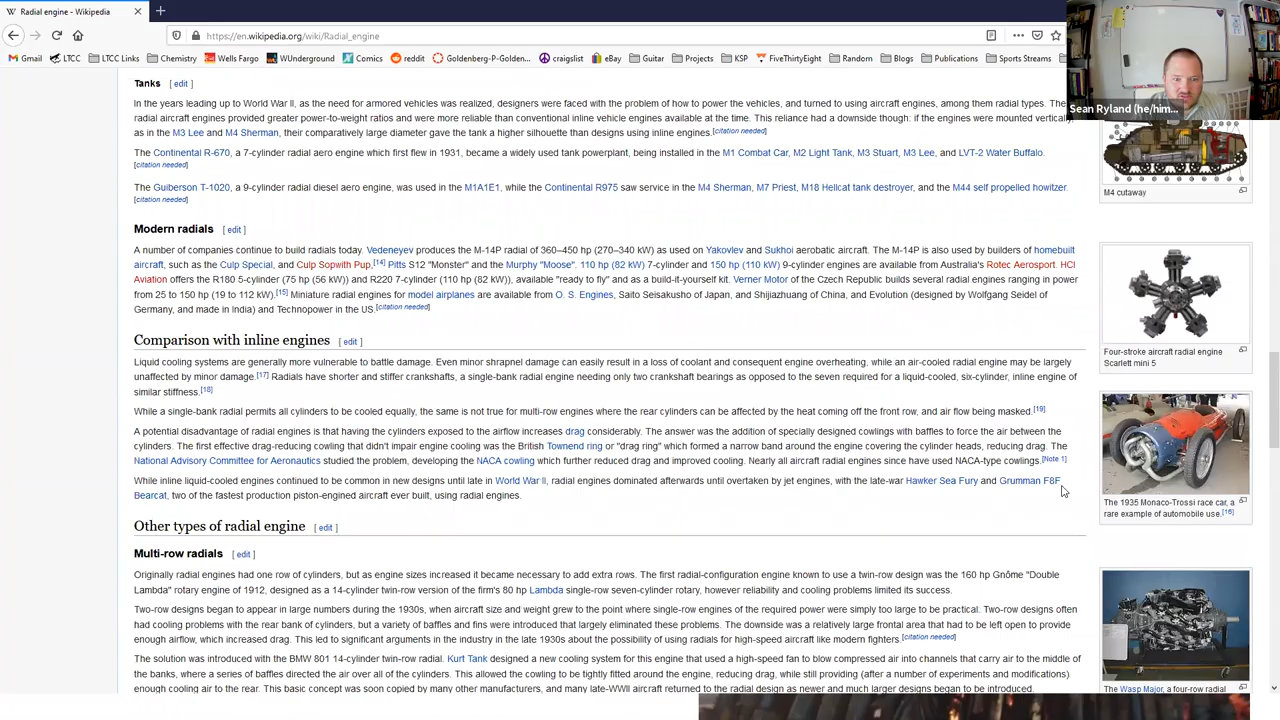 Radial engine - Wikipedia
https://en.wikipedia.org/wiki/Radial_engine
Gmail LTCC LTCC Links Chemistry Wells Fargo WUnderground Comics reddit Goldenberg-P-Golden... craigslist eBay Guitar Projects KSP FiveThirtyEight Random Blogs Publications Sports Streams
Sean Ryland (he/him...
Tanks [ edit ]
In the years leading up to World War II, as the need for armored vehicles was realized, designers were faced with the problem of how to power the vehicles, and turned to using aircraft engines, among them radial types. The
radial aircraft engines provided greater power-to-weight ratios and were more reliable than conventional inline vehicle engines available at the time. This reliance had a downside though: if the engines were mounted vertically,
as in the M3 Lee and M4 Sherman, their comparatively large diameter gave the tank a higher silhouette than designs using inline engines.[citation needed]
The Continental R-670, a 7-cylinder radial aero engine which first flew in 1931, became a widely used tank powerplant, being installed in the M1 Combat Car, M2 Light Tank, M3 Stuart, M3 Lee, and LVT-2 Water Buffalo.
[citation needed]
The Guiberson T-1020, a 9-cylinder radial diesel aero engine, was used in the M1A1E1, while the Continental R975 saw service in the M4 Sherman, M7 Priest, M18 Hellcat tank destroyer, and the M44 self propelled howitzer.
[citation needed]
M4 cutaway
Modern radials [ edit ]
A number of companies continue to build radials today. Vedeneyev produces the M-14P radial of 360–450 hp (270–340 kW) as used on Yakovlev and Sukhoi aerobatic aircraft. The M-14P is also used by builders of homebuilt
aircraft, such as the Culp Special, and Culp Sopwith Pup,[14] Pitts S12 "Monster" and the Murphy "Moose". 110 hp (82 kW) 7-cylinder and 150 hp (110 kW) 9-cylinder engines are available from Australia's Rotec Aerosport. HCI
Aviation offers the R180 5-cylinder (75 hp (56 kW)) and R220 7-cylinder (110 hp (82 kW)), available "ready to fly" and as a build-it-yourself kit. Verner Motor of the Czech Republic builds several radial engines ranging in power
from 25 to 150 hp (19 to 112 kW).[15] Miniature radial engines for model airplanes are available from O. S. Engines, Saito Seisakusho of Japan, and Shijiazhuang of China, and Evolution (designed by Wolfgang Seidel of
Germany, and made in India) and Technopower in the US.[citation needed]
Four-stroke aircraft radial engine
Scarlett mini 5
Comparison with inline engines [ edit ]
Liquid cooling systems are generally more vulnerable to battle damage. Even minor shrapnel damage can easily result in a loss of coolant and consequent engine overheating, while an air-cooled radial engine may be largely
unaffected by minor damage.[17] Radials have shorter and stiffer crankshafts, a single-bank radial engine needing only two crankshaft bearings as opposed to the seven required for a liquid-cooled, six-cylinder, inline engine of
similar stiffness.[18]
While a single-bank radial permits all cylinders to be cooled equally, the same is not true for multi-row engines where the rear cylinders can be affected by the heat coming off the front row, and air flow being masked.[19]
A potential disadvantage of radial engines is that having the cylinders exposed to the airflow increases drag considerably. The answer was the addition of specially designed cowlings with baffles to force the air between the
cylinders. The first effective drag-reducing cowling that didn't impair engine cooling was the British Townend ring or "drag ring" which formed a narrow band around the engine covering the cylinder heads, reducing drag. The
National Advisory Committee for Aeronautics studied the problem, developing the NACA cowling which further reduced drag and improved cooling. Nearly all aircraft radial engines since have used NACA-type cowlings.[Note 1]
While inline liquid-cooled engines continued to be common in new designs until late in World War II, radial engines dominated afterwards until overtaken by jet engines, with the late-war Hawker Sea Fury and Grumman F8F
Bearcat, two of the fastest production piston-engined aircraft ever built, using radial engines.
The 1935 Monaco-Trossi race car, a
rare example of automobile use.[16]
Other types of radial engine [ edit ]
Multi-row radials [ edit ]
Originally radial engines had one row of cylinders, but as engine sizes increased it became necessary to add extra rows. The first radial-configuration engine known to use a twin-row design was the 160 hp Gnôme "Double
Lambda" rotary engine of 1912, designed as a 14-cylinder twin-row version of the firm's 80 hp Lambda single-row seven-cylinder rotary, however reliability and cooling problems limited its success.
Two-row designs began to appear in large numbers during the 1930s, when aircraft size and weight grew to the point where single-row engines of the required power were simply too large to be practical. Two-row designs often
had cooling problems with the rear bank of cylinders, but a variety of baffles and fins were introduced that largely eliminated these problems. The downside was a relatively large frontal area that had to be left open to provide
enough airflow, which increased drag. This led to significant arguments in the industry in the late 1930s about the possibility of using radials for high-speed aircraft like modern fighters.[citation needed]
The solution was introduced with the BMW 801 14-cylinder twin-row radial. Kurt Tank designed a new cooling system for this engine that used a high-speed fan to blow compressed air into channels that carry air to the middle of
the banks, where a series of baffles directed the air over all of the cylinders. This allowed the cowling to be tightly fitted around the engine, reducing drag, while still providing (after a number of experiments and modifications)
enough cooling air to the rear. This basic concept was soon copied by many other manufacturers, and many late-WWII aircraft returned to the radial design as newer and much larger designs began to be introduced.
The Wasp Major, a four-row radial